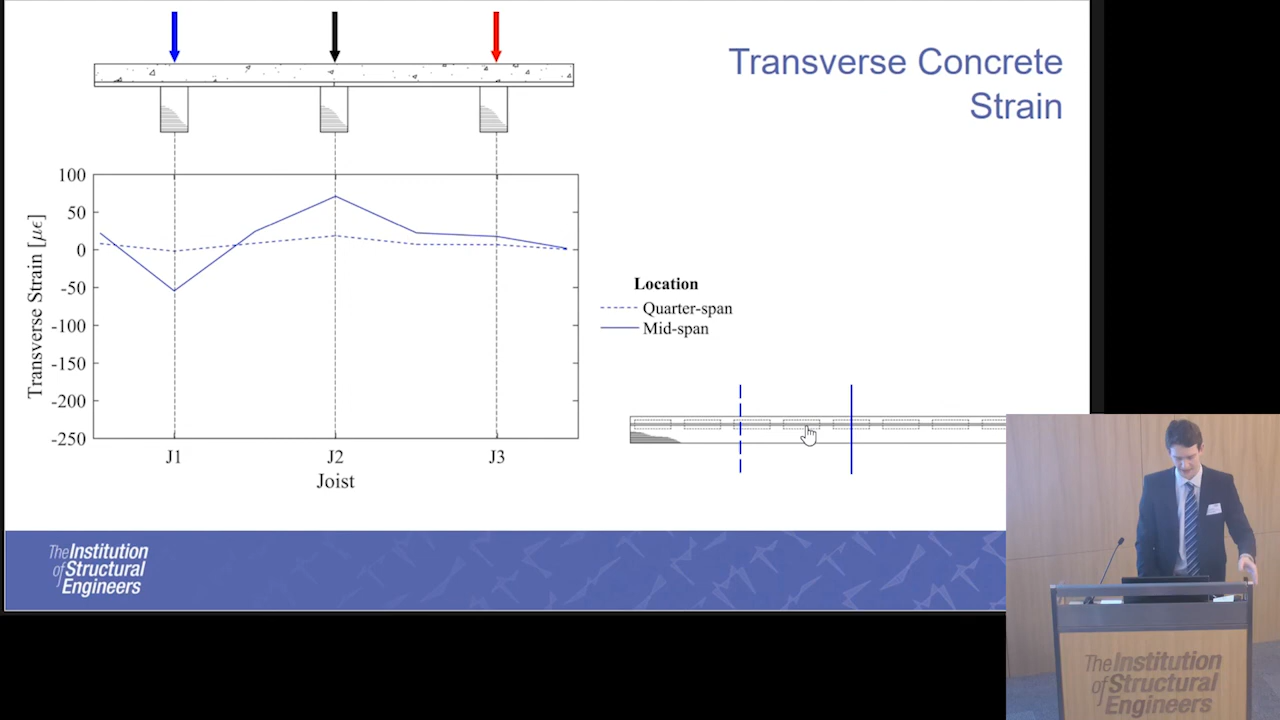 Transverse Concrete
Strain
100
50
0
-50
-100
-150
-200
-250
Transverse Strain [με]
J1
J2
J3
Joist
Location
Quarter-span
Mid-span
The Institution
of Structural
Engineers
The Institution
of Structural
Engineers